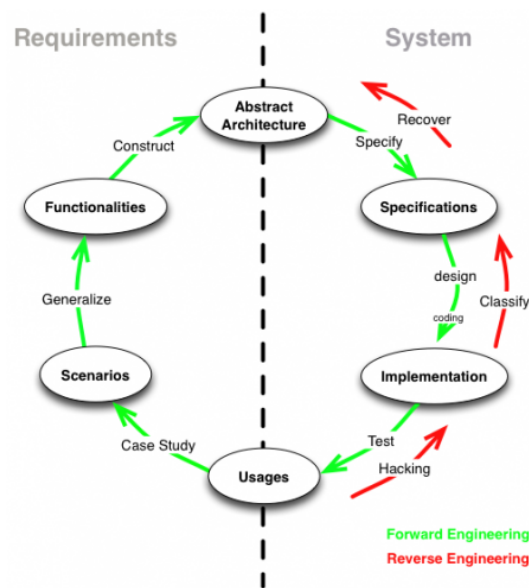 Requirements
System
Abstract
Architecture
Recover
Construct
Specify
Functionalities
Specifications
design
Generalize
Classify
coding
Scenarios
Implementation
Test
Case Study
Hacking
Usages
Forward Engineering
Reverse Engineering